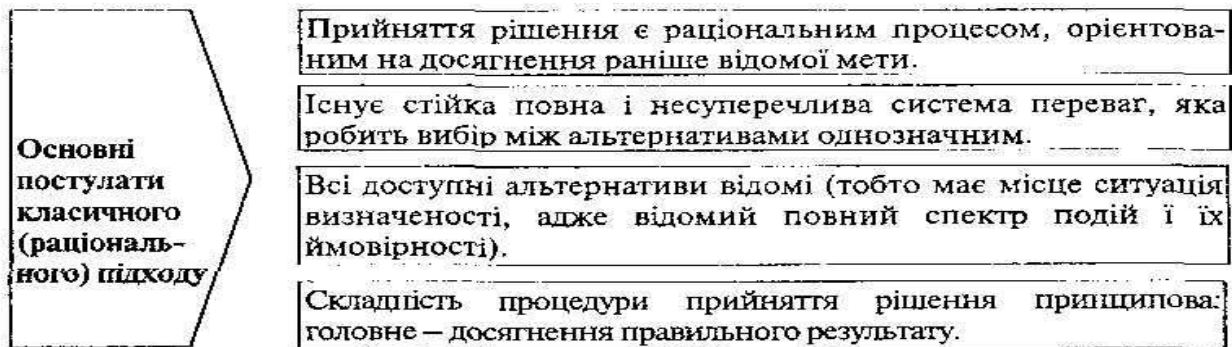 Основні
постулати
класичного
(раціональ-
ного) підходу
Прийняття рішення є раціональним процесом, орієнтова-
ним на досягнення раніше відомої мети.
Існує стійка повна і несуперечлива система переваг, яка
робить вибір між альтернативами однозначним.
Всі доступні альтернативи відомі (тобто має місце ситуація
визначеності, адже відомий повний спектр подій ї їх
ймовірності).
Складність процедури прийняття рішення принципова:
головне – досягнення правильного результату.